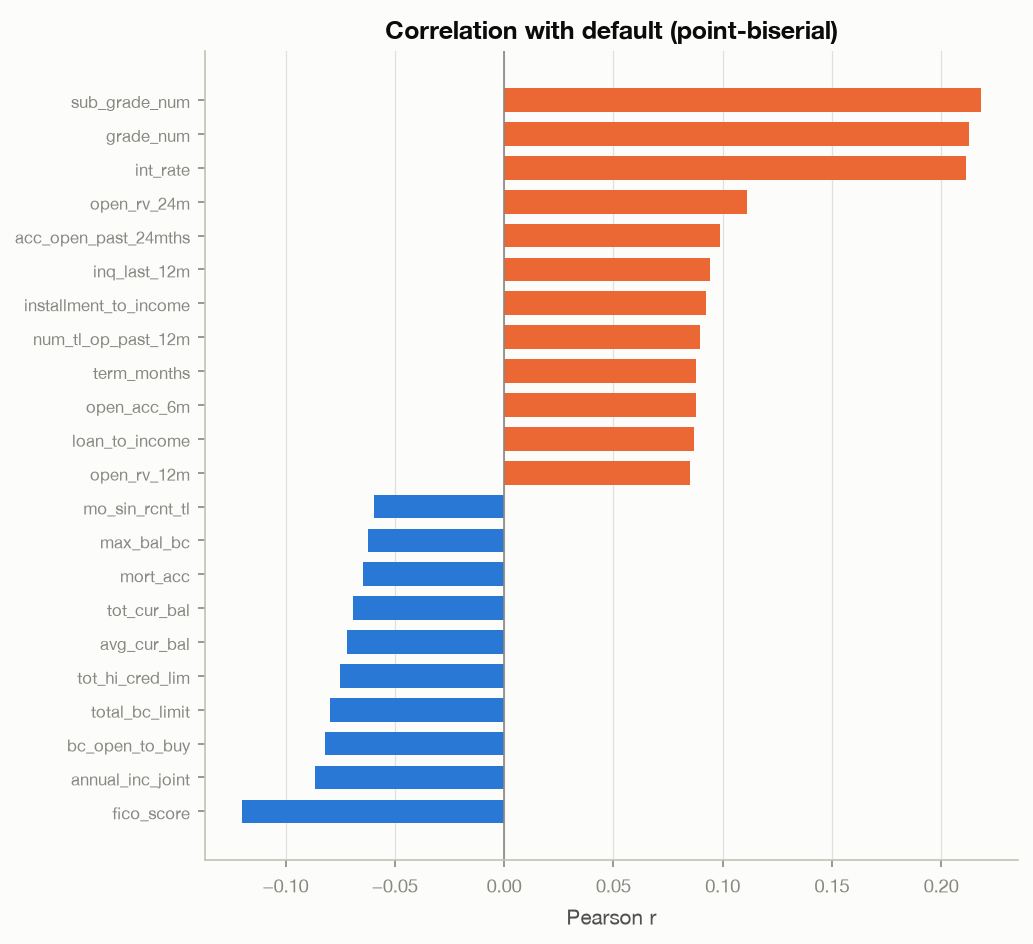 Correlation with default (point-biserial)
sub_grade_num
grade_num
int_rate
open_rv_24m
acc_open_past_24mths
inq_last_12m
installment_to_income
num_tl_op_past_12m
term_months
open_acc_6m
loan_to_income
open_rv_12m
mo_sin_rcnt_tl
max_bal_bc
mort_acc
tot_cur_bal
avg_cur_bal
tot_hi_cred_lim
total_bc_limit
bc_open_to_buy
annual_inc_joint
fico_score
−0.10 −0.05 0.00 0.05 0.10 0.15 0.20
Pearson r